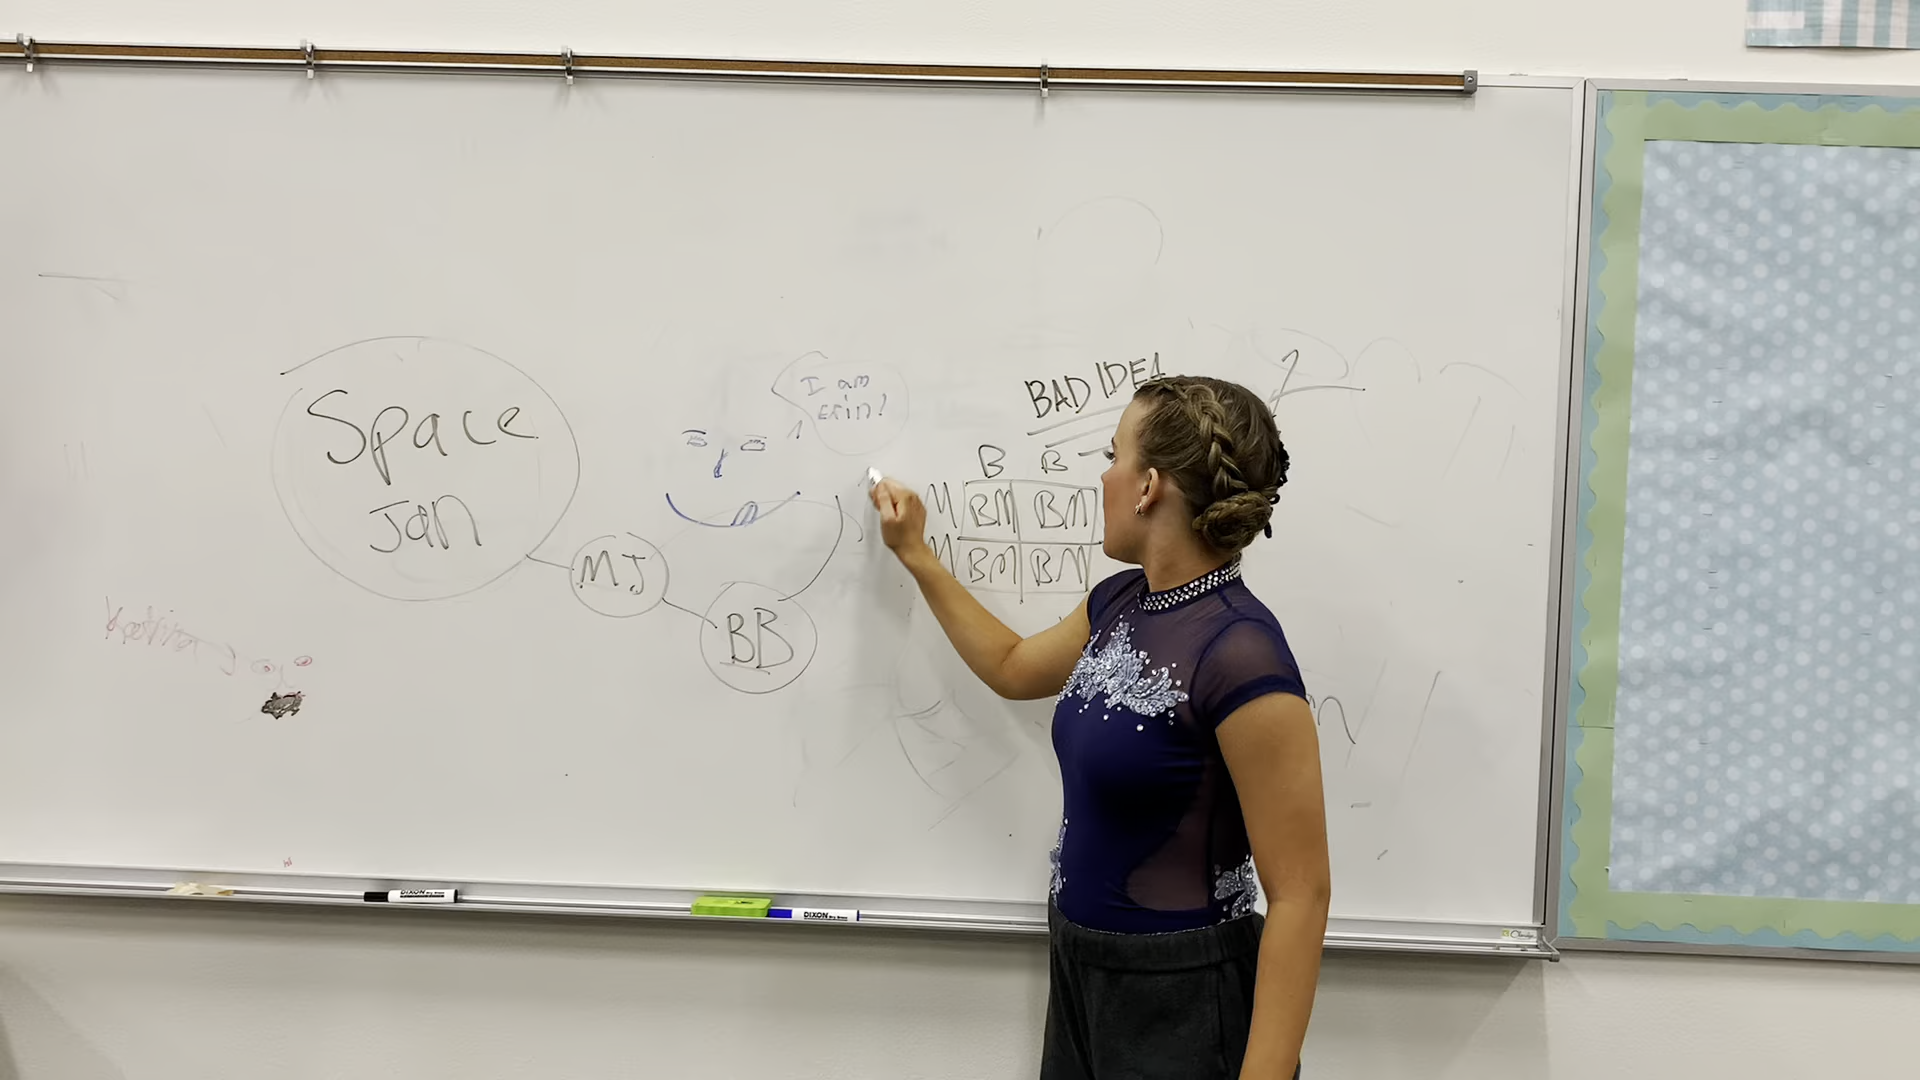 Space
Jan
MJ
BB
I am
Erin!
BAD IDEA
B B
M BM BM
M BM BM
DIXON
DIXON